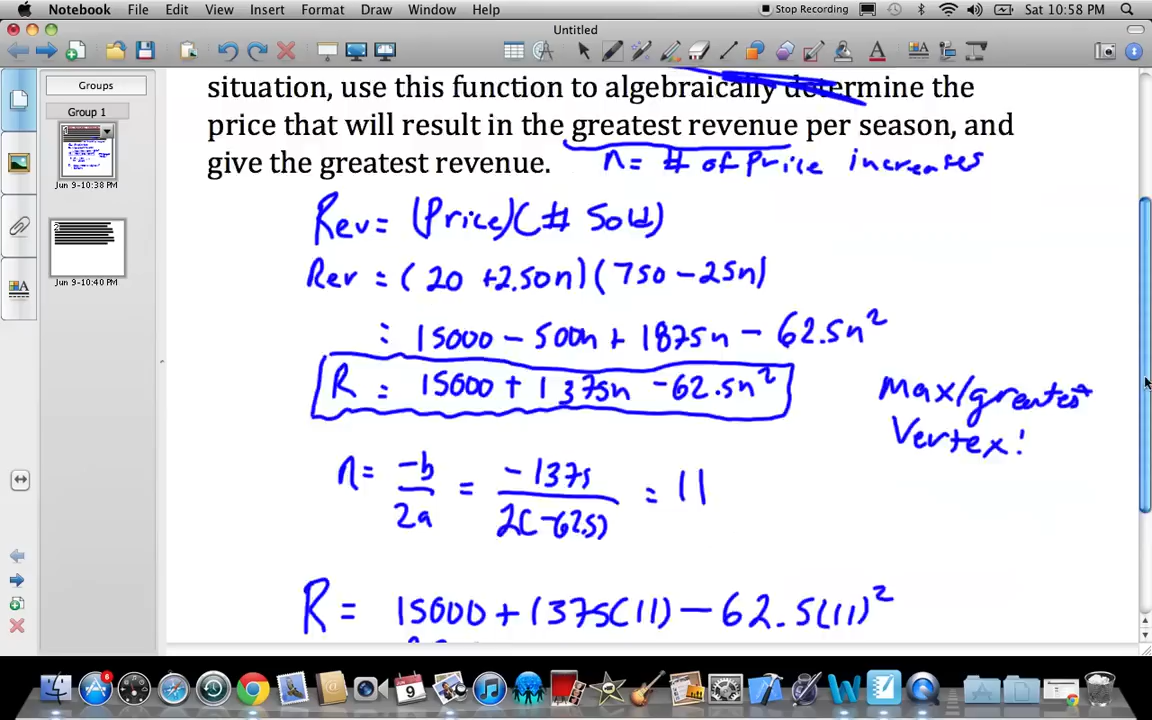 Notebook File Edit View Insert Format Draw Window Help Stop Recording Sat 10:58 PM
Untitled
Groups
Group 1
Jun 9-10:38 PM
Jun 9-10:40 PM
situation, use this function to algebraically determine the
price that will result in the greatest revenue per season, and
give the greatest revenue. n = # of Price increases
Rev = (Price)(# Sold)
Rev = (20 + 2.50n)(750 - 25n)
= 15000 - 500n + 1875n - 62.5n²
R = 15000 + 1375n - 62.5n²
Max/greatest
Vertex!
n = -b/2a = -1375/2(-62.5) = 11
R = 15000 + 1375(11) - 62.5(11)²